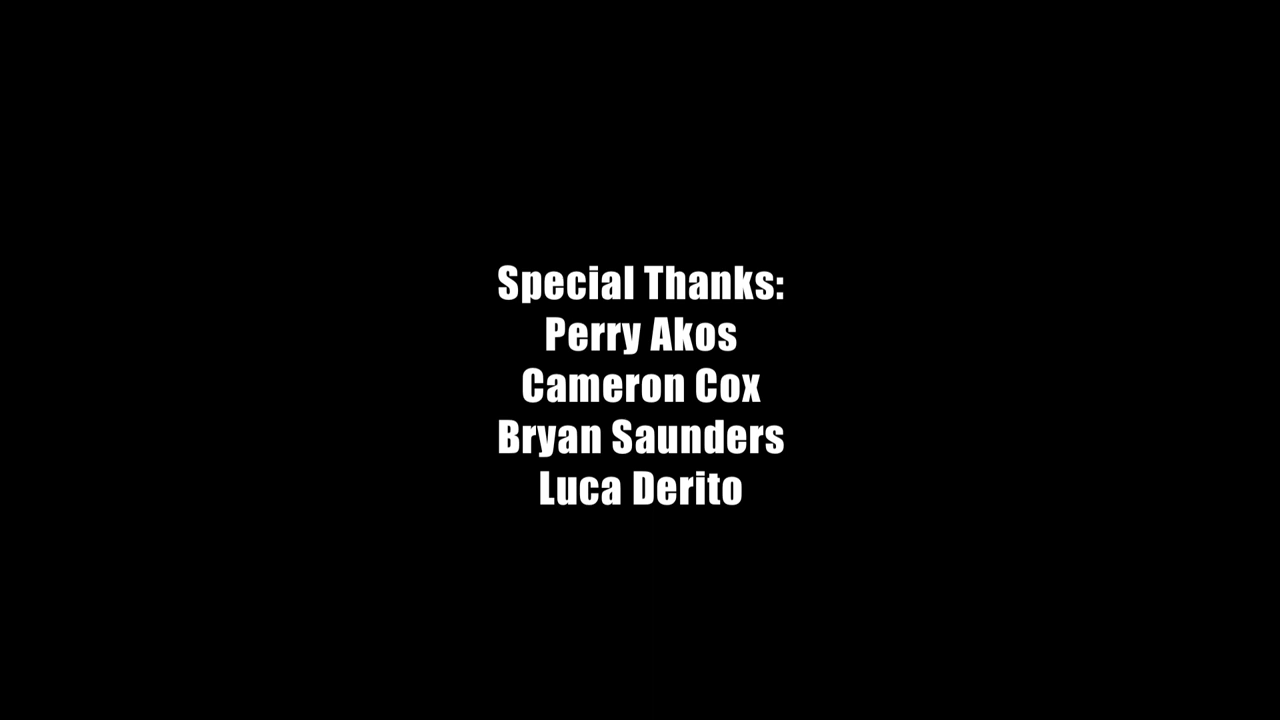 Special Thanks:
Perry Akos
Cameron Cox
Bryan Saunders
Luca Derito